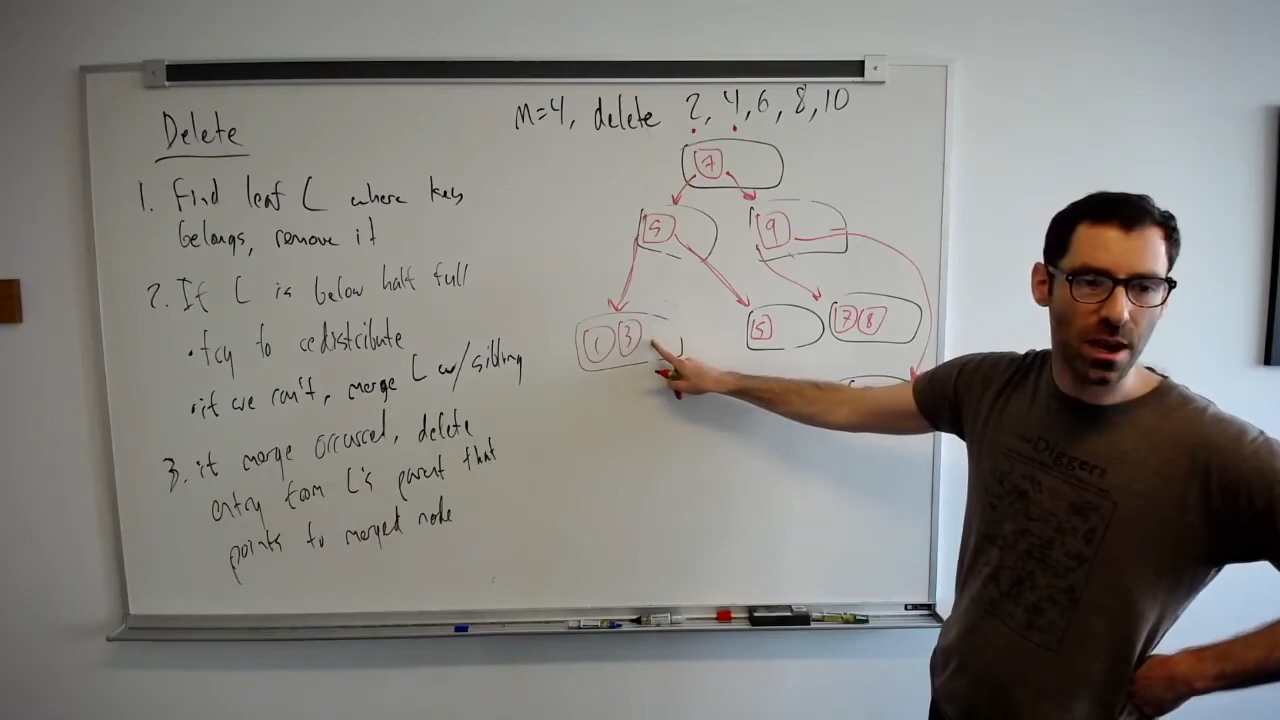 Delete
1. Find leaf L where key
belongs, remove it
2. If L is below half full
• try to redistribute
• if we can't, merge L w/sibling
3. if merge occurred, delete
entry from L's parent that
points to merged node
M=4, delete 2, 4, 6, 8, 10
7
5 9
1 3 5 7 8
Diggers